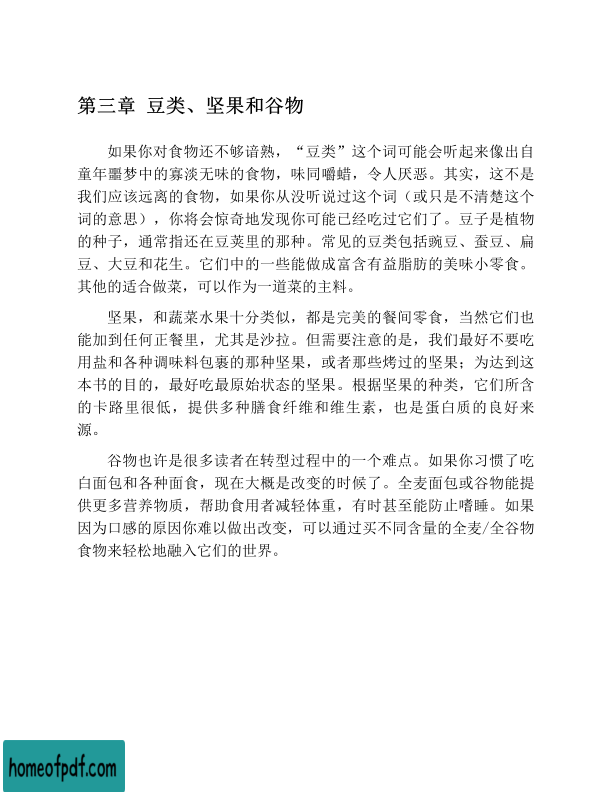 第三章 豆类、坚果和谷物
如果你对食物还不够谙熟，“豆类”这个词可能会听起来像出自
童年噩梦中的寡淡无味的食物，味同嚼蜡，令人厌恶。其实，这不是
我们应该远离的食物，如果你从没听说过这个词（或只是不清楚这个
词的意思），你将会惊奇地发现你可能已经吃过它们了。豆子是植物
的种子，通常指还在豆荚里的那种。常见的豆类包括豌豆、蚕豆、扁
豆、大豆和花生。它们中的一些能做成富含有益脂肪的美味小零食。
其他的适合做菜，可以作为一道菜的主料。
坚果，和蔬菜水果十分类似，都是完美的餐间零食，当然它们也
能加到任何正餐里，尤其是沙拉。但需要注意的是，我们最好不要吃
用盐和各种调味料包裹的那种坚果，或者那些烤过的坚果；为达到这
本书的目的，最好吃最原始状态的坚果。根据坚果的种类，它们所含
的卡路里很低，提供多种膳食纤维和维生素，也是蛋白质的良好来
源。
谷物也许是很多读者在转型过程中的一个难点。如果你习惯了吃
白面包和各种面食，现在大概是改变的时候了。全麦面包或谷物能提
供更多营养物质，帮助食用者减轻体重，有时甚至能防止嗜睡。如果
因为口感的原因你难以做出改变，可以通过买不同含量的全麦/全谷物
食物来轻松地融入它们的世界。
homeofpdf.com